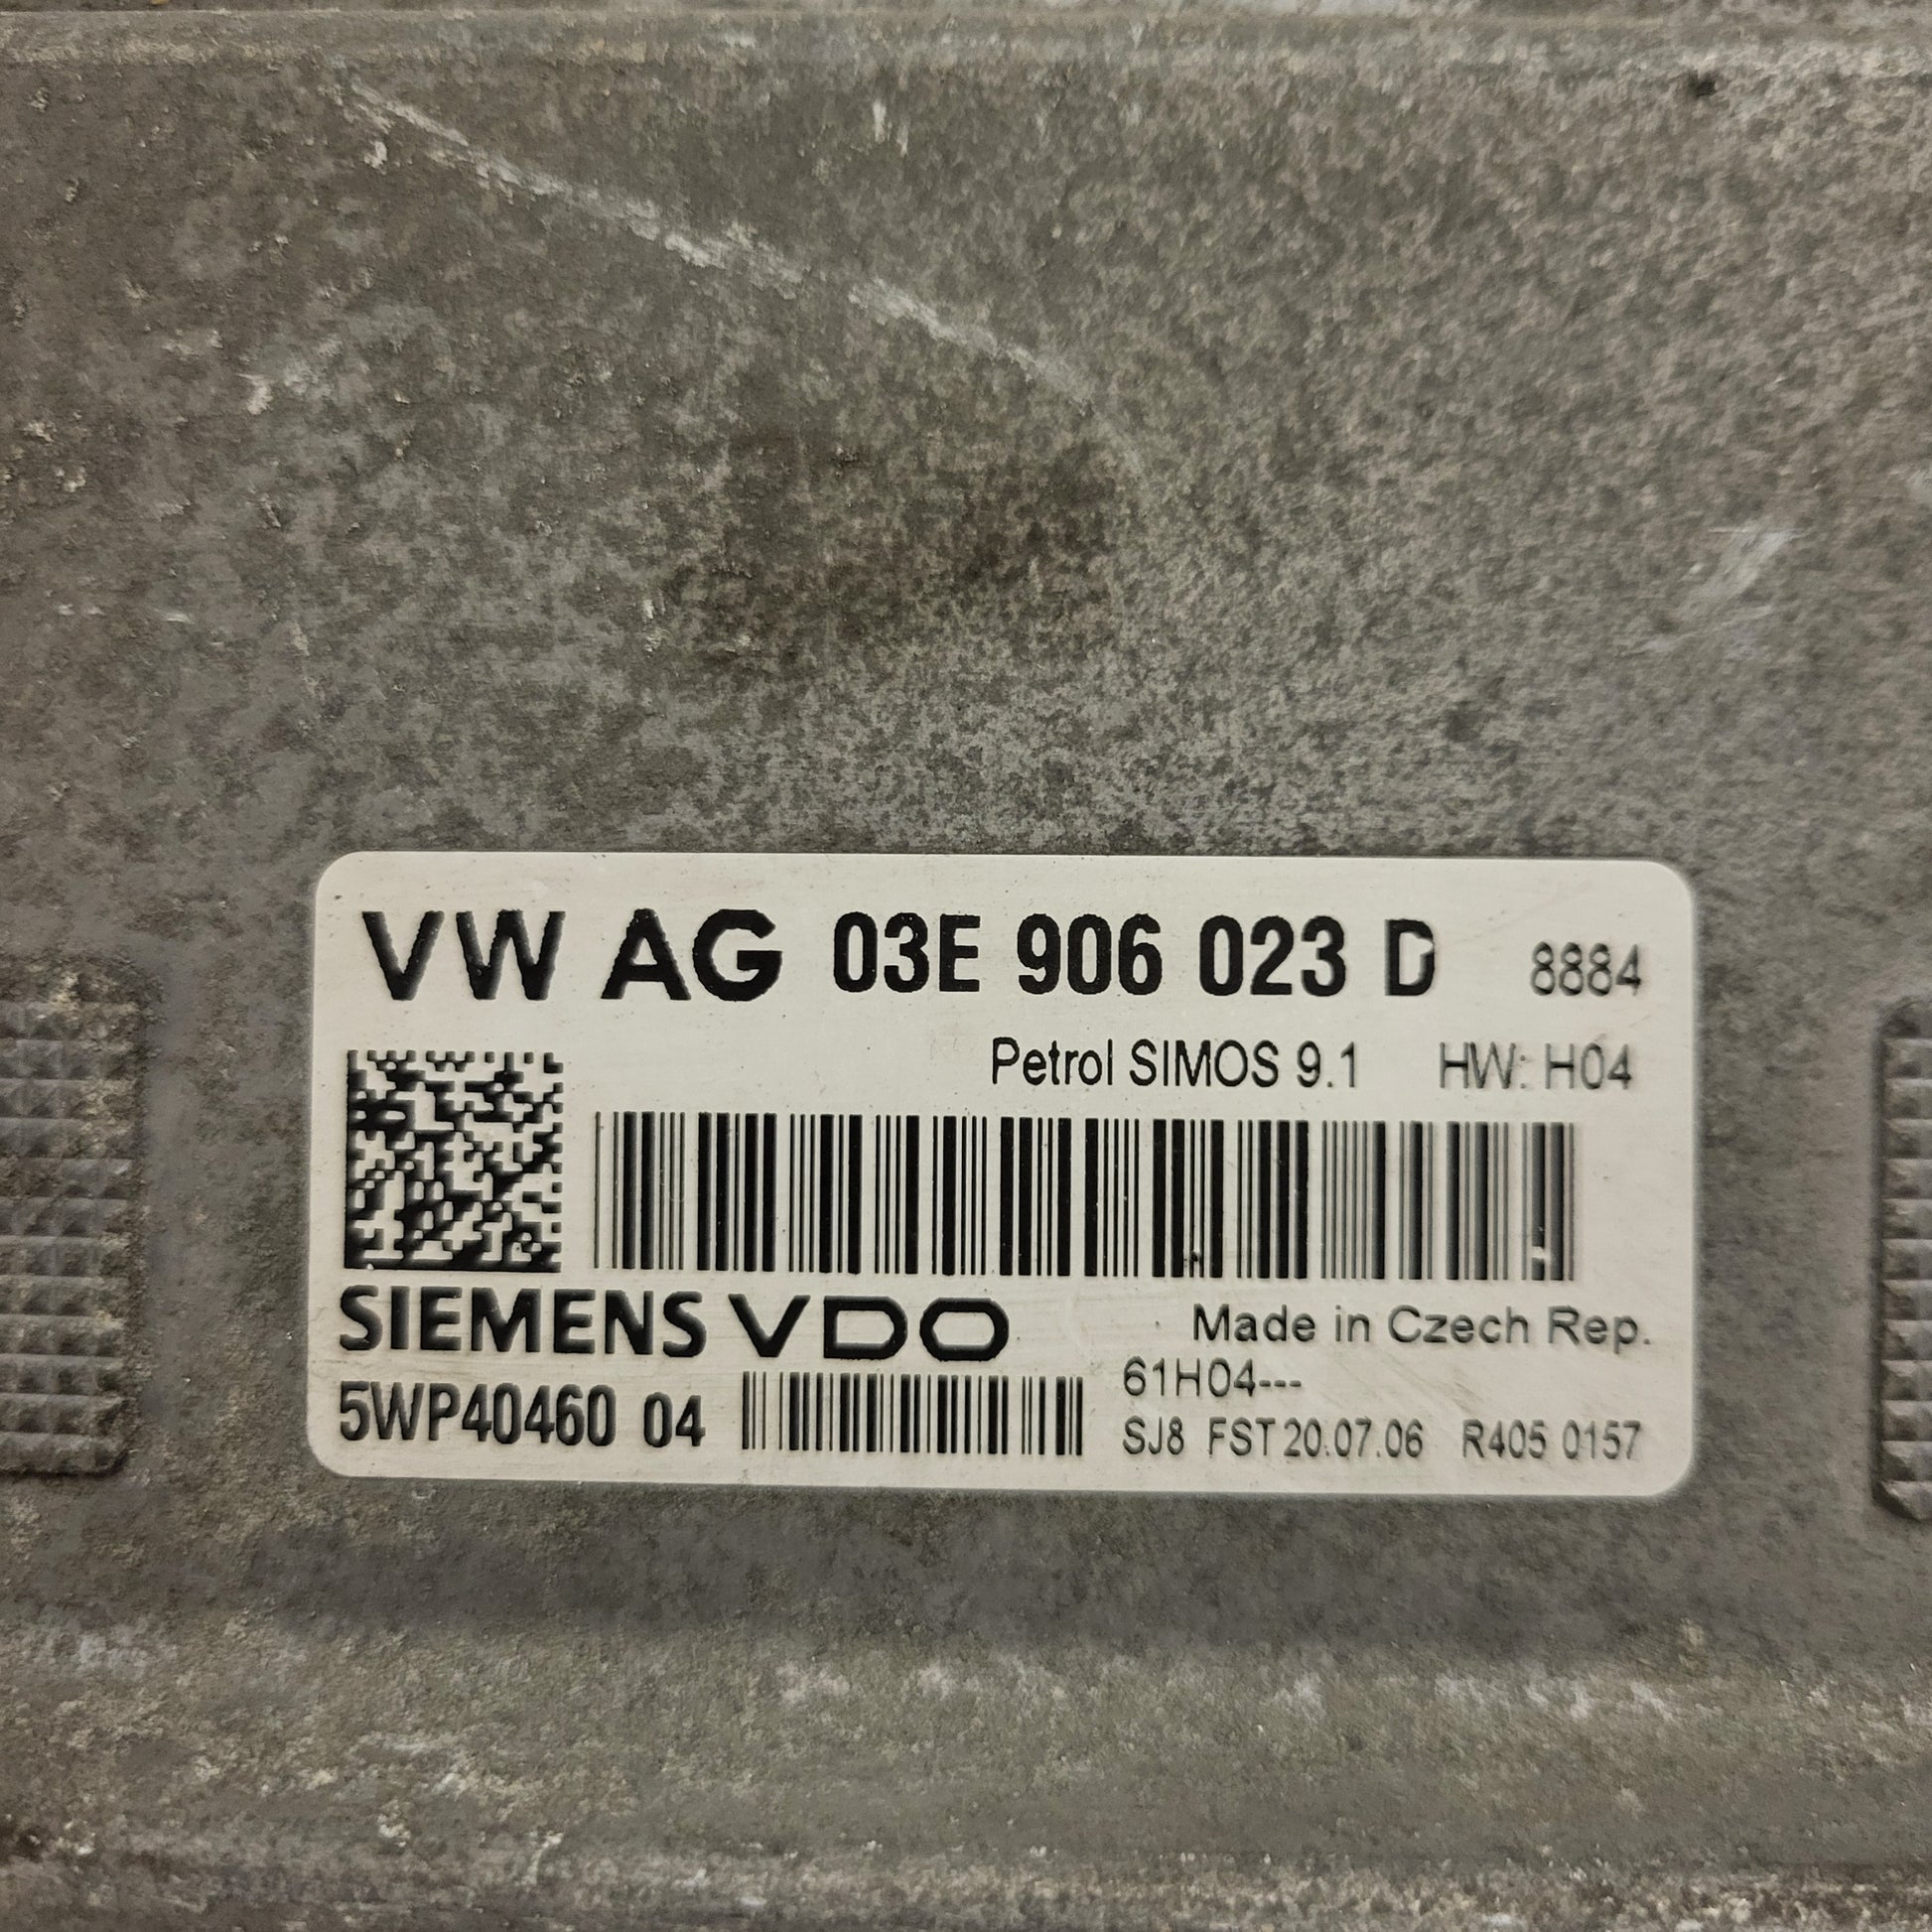 VW AG 03E 906 023 D 8884
Petrol SIMOS 9.1 HW: H04
SIEMENS VDO Made in Czech Rep.
5WP40460 04 61H04---
SJ8 FST 20.07.06 R405 0157